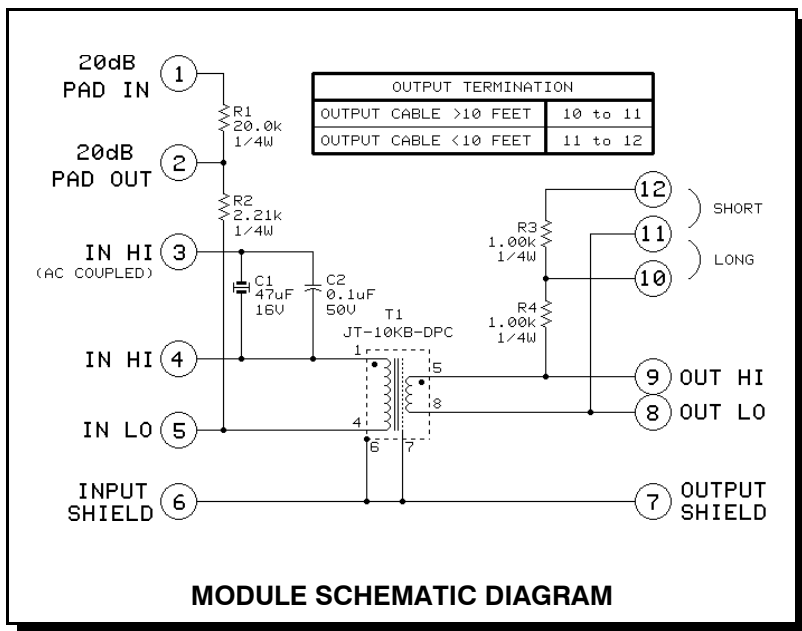 20dB
PAD IN
1
R1
20.0k
1/4W
20dB
PAD OUT
2
R2
2.21k
1/4W
IN HI
3
(AC COUPLED)
C1
47uF
16V
C2
0.1uF
50V
IN HI
4
IN LO
5
INPUT
SHIELD
6
OUTPUT TERMINATION
OUTPUT CABLE >10 FEET 10 to 11
OUTPUT CABLE <10 FEET 11 to 12
T1
JT-10KB-DPC
1
4
5
8
6
7
R3
1.00k
1/4W
R4
1.00k
1/4W
12
SHORT
11
LONG
10
9 OUT HI
8 OUT LO
7
OUTPUT
SHIELD
MODULE SCHEMATIC DIAGRAM